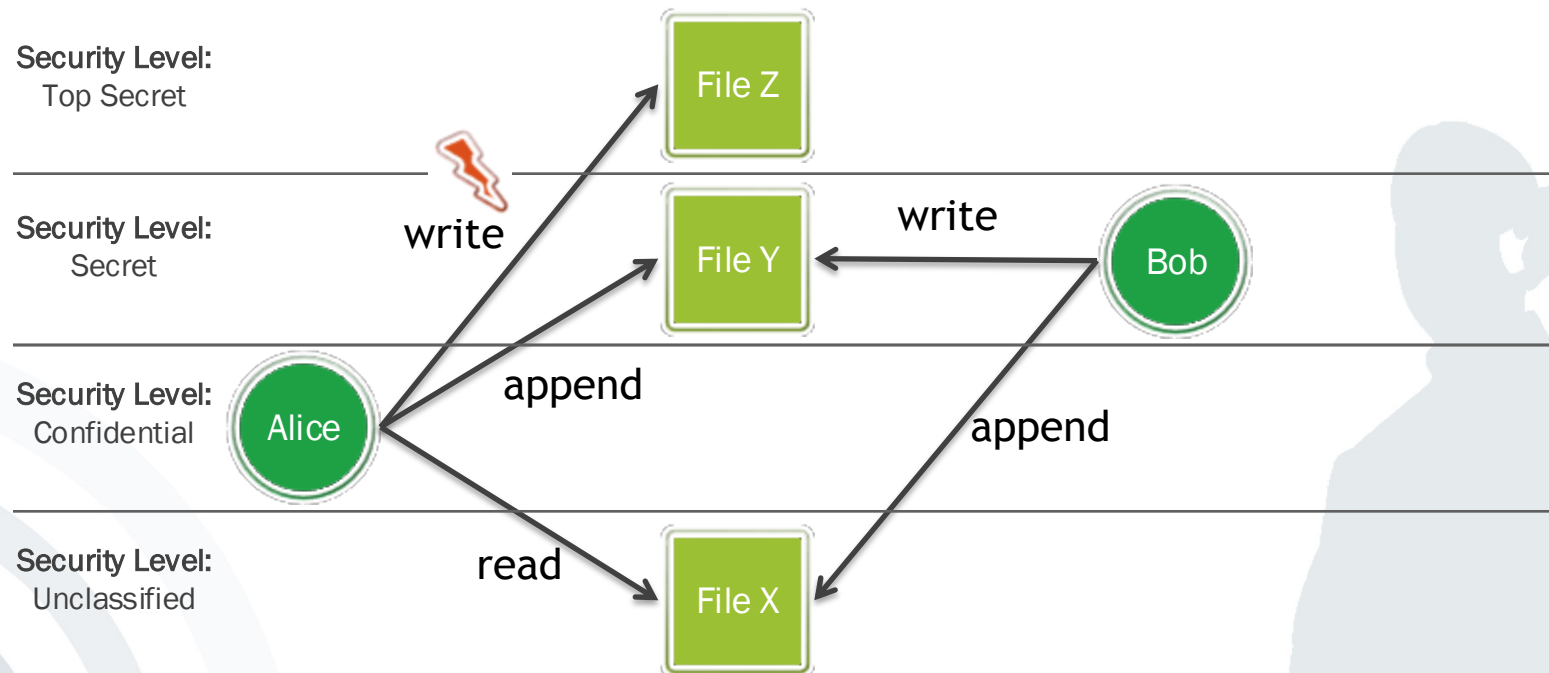 Security Level:
Top Secret
File Z
write
Security Level:
Secret
File Y
write
Bob
append
Security Level:
Confidential
Alice
append
Security Level:
Unclassified
read
File X